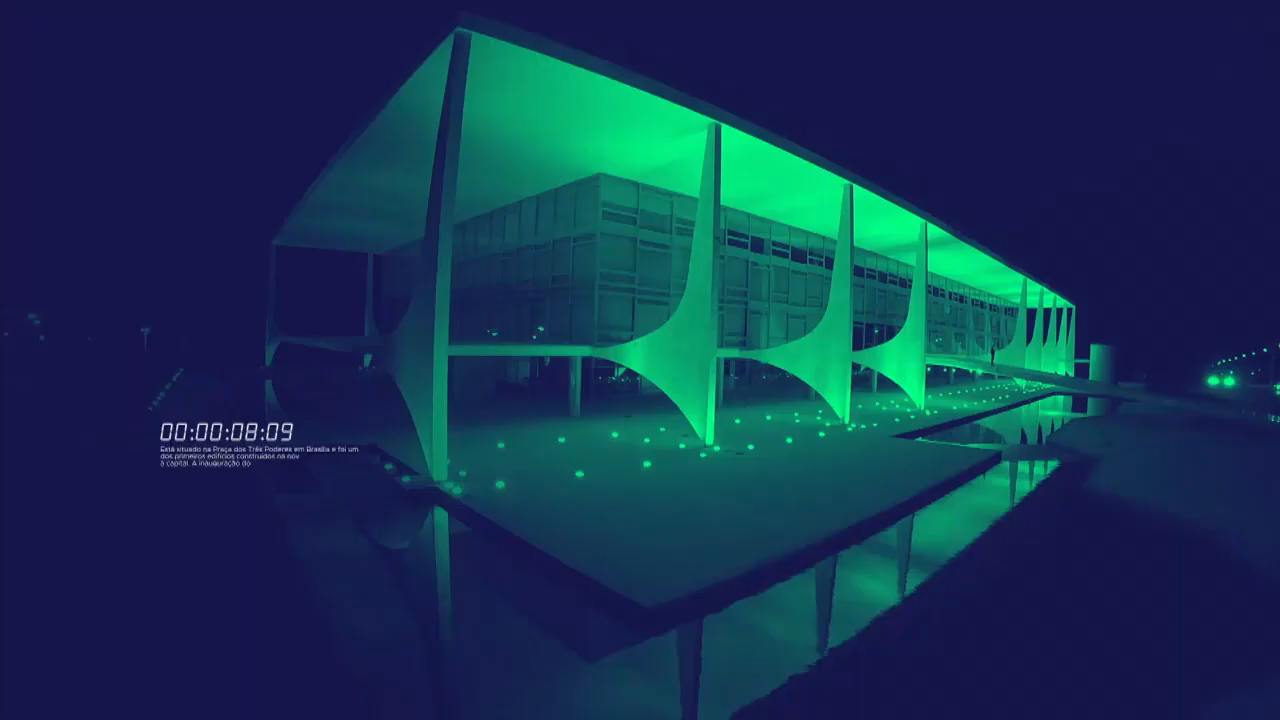 00:00:08:09
Está situado na Praça dos Três Poderes em Brasília e foi um
dos primeiros edifícios construídos na nov
a capital. A inauguração do